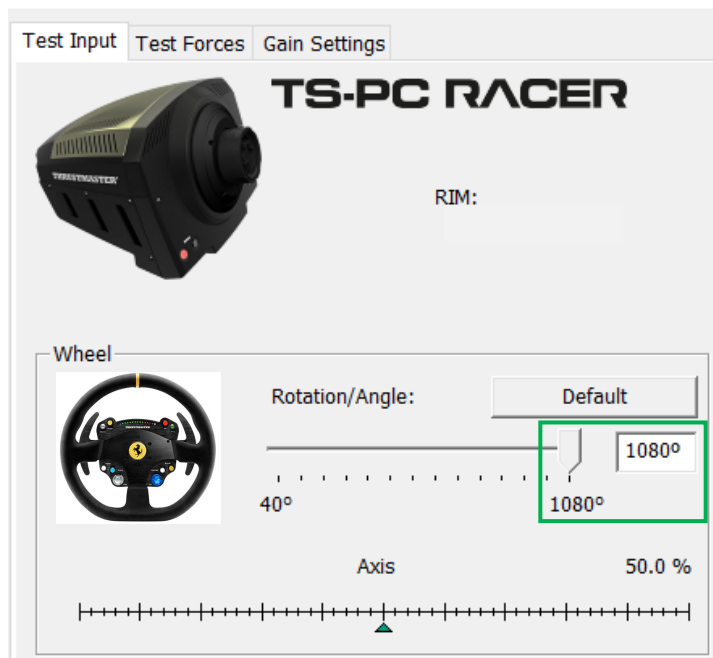 Test Input Test Forces Gain Settings
TS-PC RACER
THRUSTMASTER
RIM:
Wheel
Rotation/Angle: Default
1080º
40º 1080º
Axis 50.0 %